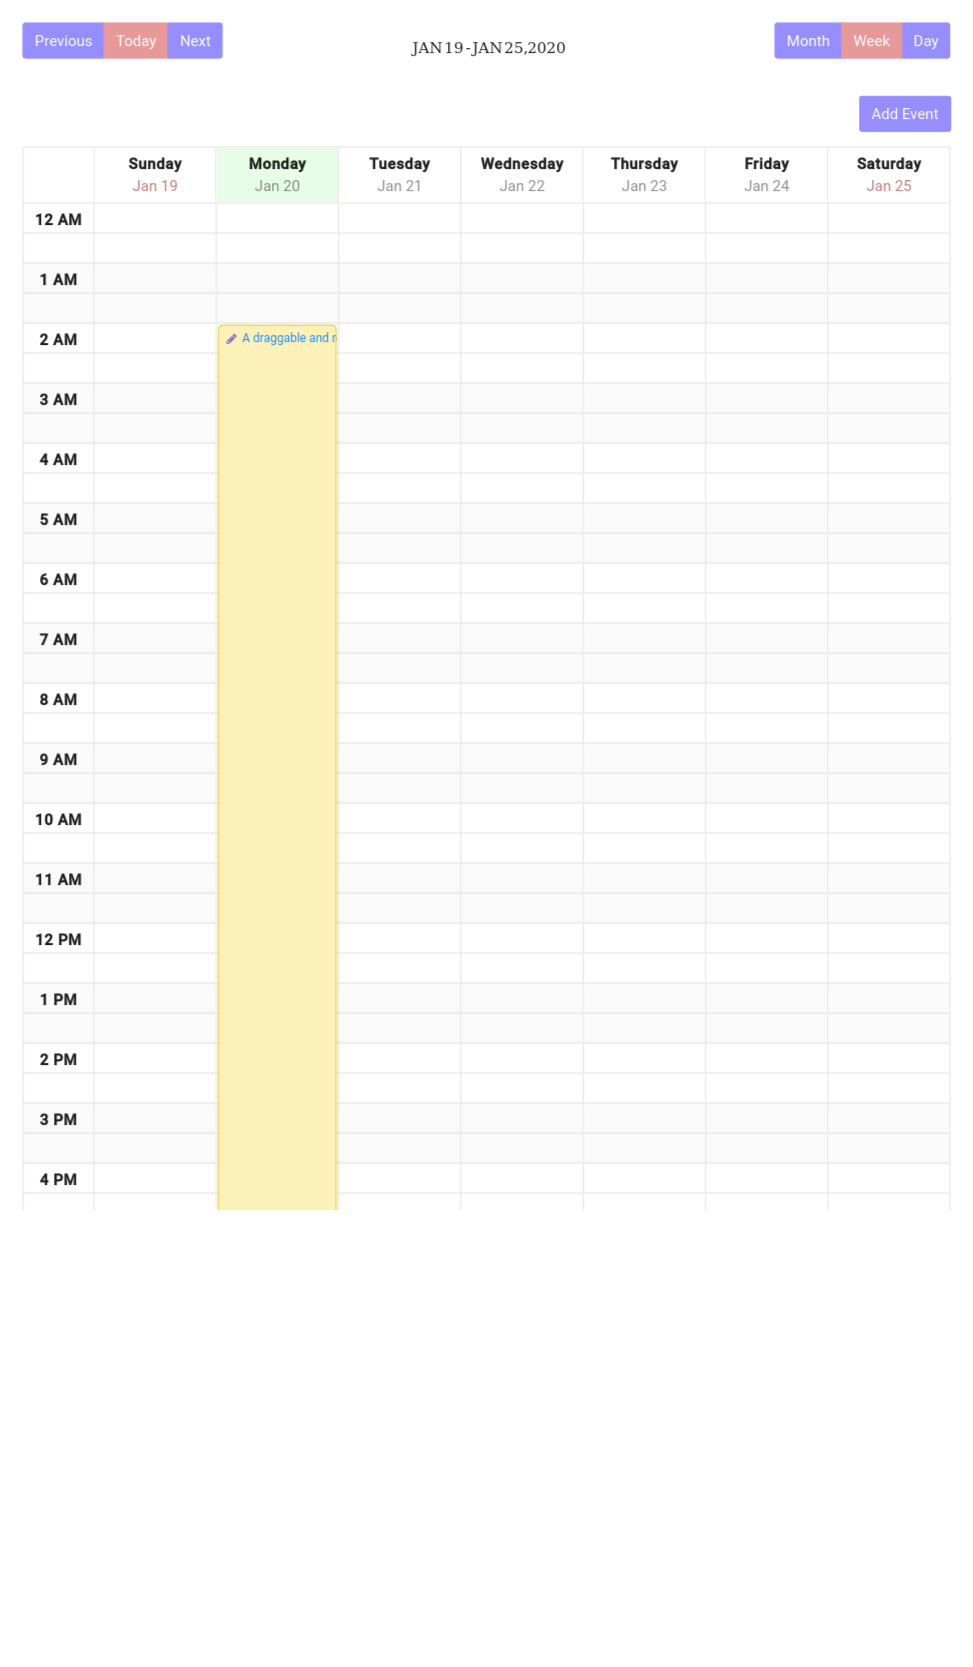 Previous Today Next
JAN 19 - JAN 25, 2020
Month Week Day
Add Event
Sunday Monday Tuesday Wednesday Thursday Friday Saturday
Jan 19 Jan 20 Jan 21 Jan 22 Jan 23 Jan 24 Jan 25
12 AM
1 AM
2 AM
A draggable and r
3 AM
4 AM
5 AM
6 AM
7 AM
8 AM
9 AM
10 AM
11 AM
12 PM
1 PM
2 PM
3 PM
4 PM